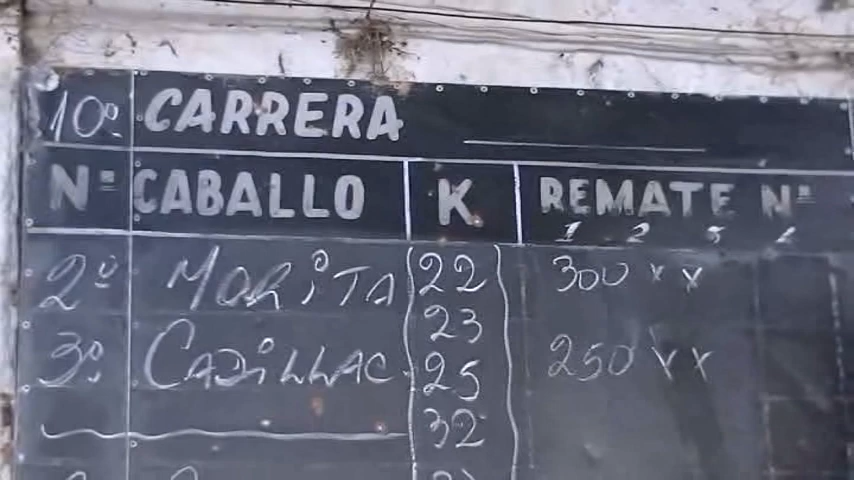 10º CARRERA
Nº CABALLO K REMATE Nº
1 2 3 4
2º MORiTA 22 300 x x
23
3º CADiLLAC 25 250 x x
32